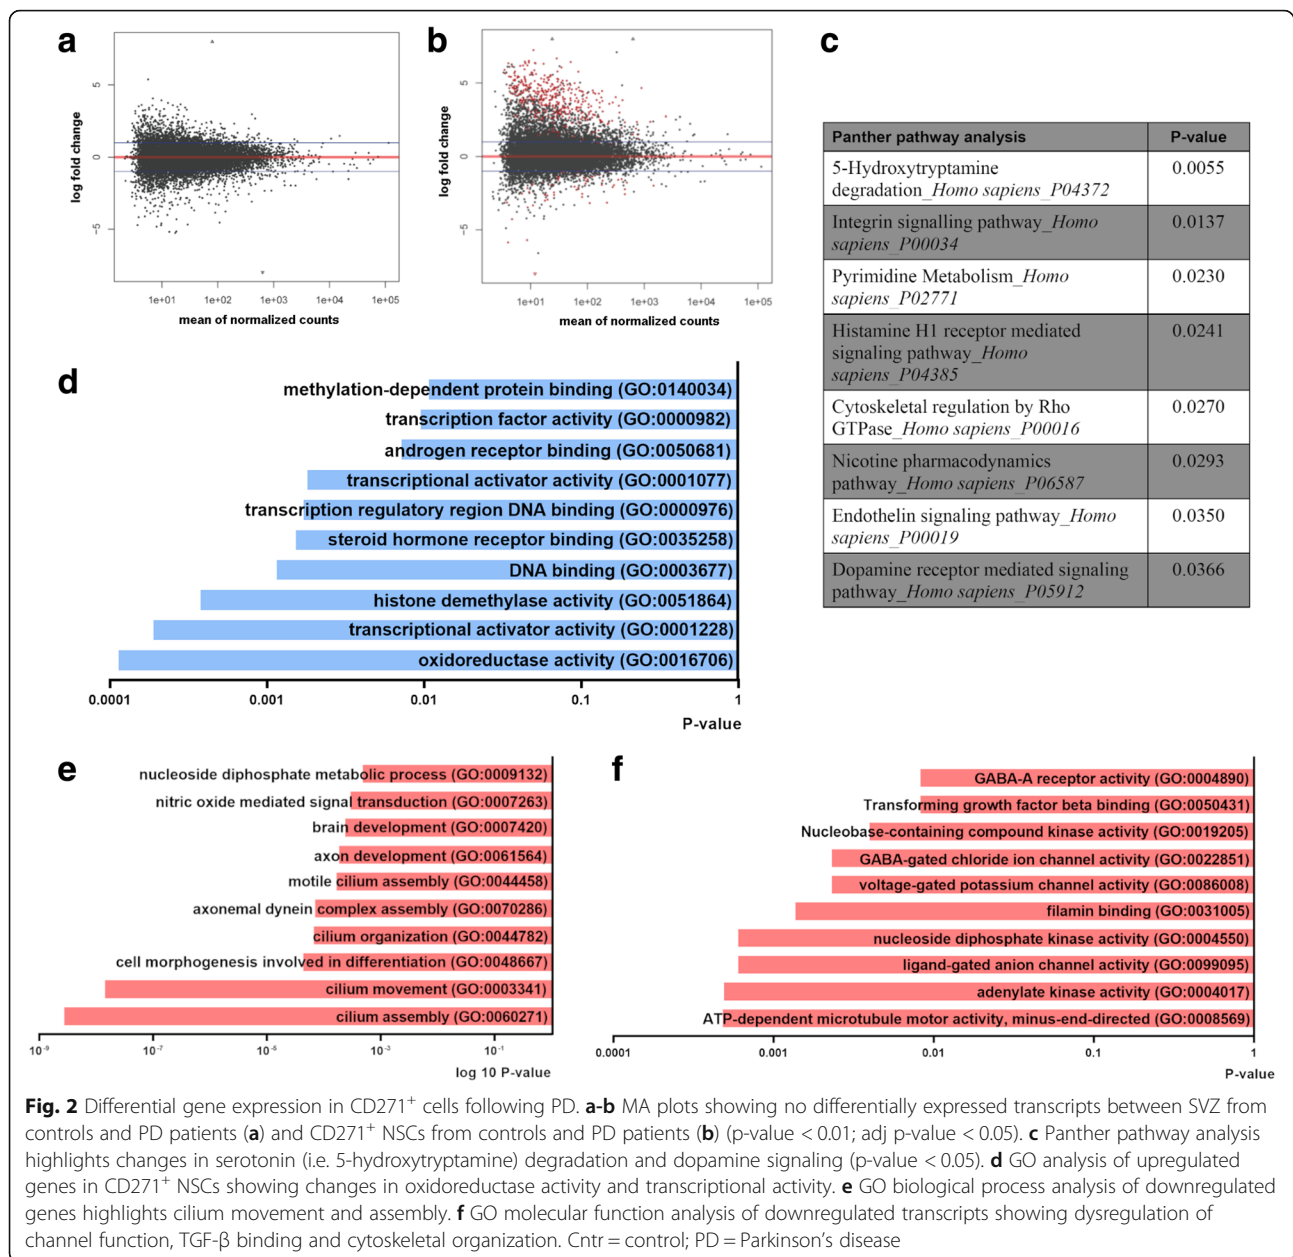 a
5
0
−5
log fold change
1e+01 1e+02 1e+03 1e+04 1e+05
mean of normalized counts
b
5
0
−5
log fold change
1e+01 1e+02 1e+03 1e+04 1e+05
mean of normalized counts
c
Panther pathway analysis P-value
5-Hydroxytryptamine
degradation_Homo sapiens_P04372 0.0055
Integrin signalling pathway_Homo
sapiens_P00034 0.0137
Pyrimidine Metabolism_Homo
sapiens_P02771 0.0230
Histamine H1 receptor mediated
signaling pathway_Homo
sapiens_P04385 0.0241
Cytoskeletal regulation by Rho
GTPase_Homo sapiens_P00016 0.0270
Nicotine pharmacodynamics
pathway_Homo sapiens_P06587 0.0293
Endothelin signaling pathway_Homo
sapiens_P00019 0.0350
Dopamine receptor mediated signaling
pathway_Homo sapiens_P05912 0.0366
d
methylation-dependent protein binding (GO:0140034)
transcription factor activity (GO:0000982)
androgen receptor binding (GO:0050681)
transcriptional activator activity (GO:0001077)
transcription regulatory region DNA binding (GO:0000976)
steroid hormone receptor binding (GO:0035258)
DNA binding (GO:0003677)
histone demethylase activity (GO:0051864)
transcriptional activator activity (GO:0001228)
oxidoreductase activity (GO:0016706)
0.0001 0.001 0.01 0.1 1
P-value
e
nucleoside diphosphate metabolic process (GO:0009132)
nitric oxide mediated signal transduction (GO:0007263)
brain development (GO:0007420)
axon development (GO:0061564)
motile cilium assembly (GO:0044458)
axonemal dynein complex assembly (GO:0070286)
cilium organization (GO:0044782)
cell morphogenesis involved in differentiation (GO:0048667)
cilium movement (GO:0003341)
cilium assembly (GO:0060271)
10⁻⁹ 10⁻⁷ 10⁻⁵ 10⁻³ 10⁻¹
log 10 P-value
f
GABA-A receptor activity (GO:0004890)
Transforming growth factor beta binding (GO:0050431)
Nucleobase-containing compound kinase activity (GO:0019205)
GABA-gated chloride ion channel activity (GO:0022851)
voltage-gated potassium channel activity (GO:0086008)
filamin binding (GO:0031005)
nucleoside diphosphate kinase activity (GO:0004550)
ligand-gated anion channel activity (GO:0099095)
adenylate kinase activity (GO:0004017)
ATP-dependent microtubule motor activity, minus-end-directed (GO:0008569)
0.0001 0.001 0.01 0.1 1
P-value
Fig. 2 Differential gene expression in CD271⁺ cells following PD. a-b MA plots showing no differentially expressed transcripts between SVZ from
controls and PD patients (a) and CD271⁺ NSCs from controls and PD patients (b) (p-value < 0.01; adj p-value < 0.05). c Panther pathway analysis
highlights changes in serotonin (i.e. 5-hydroxytryptamine) degradation and dopamine signaling (p-value < 0.05). d GO analysis of upregulated
genes in CD271⁺ NSCs showing changes in oxidoreductase activity and transcriptional activity. e GO biological process analysis of downregulated
genes highlights cilium movement and assembly. f GO molecular function analysis of downregulated transcripts showing dysregulation of
channel function, TGF-β binding and cytoskeletal organization. Cntr = control; PD = Parkinson's disease